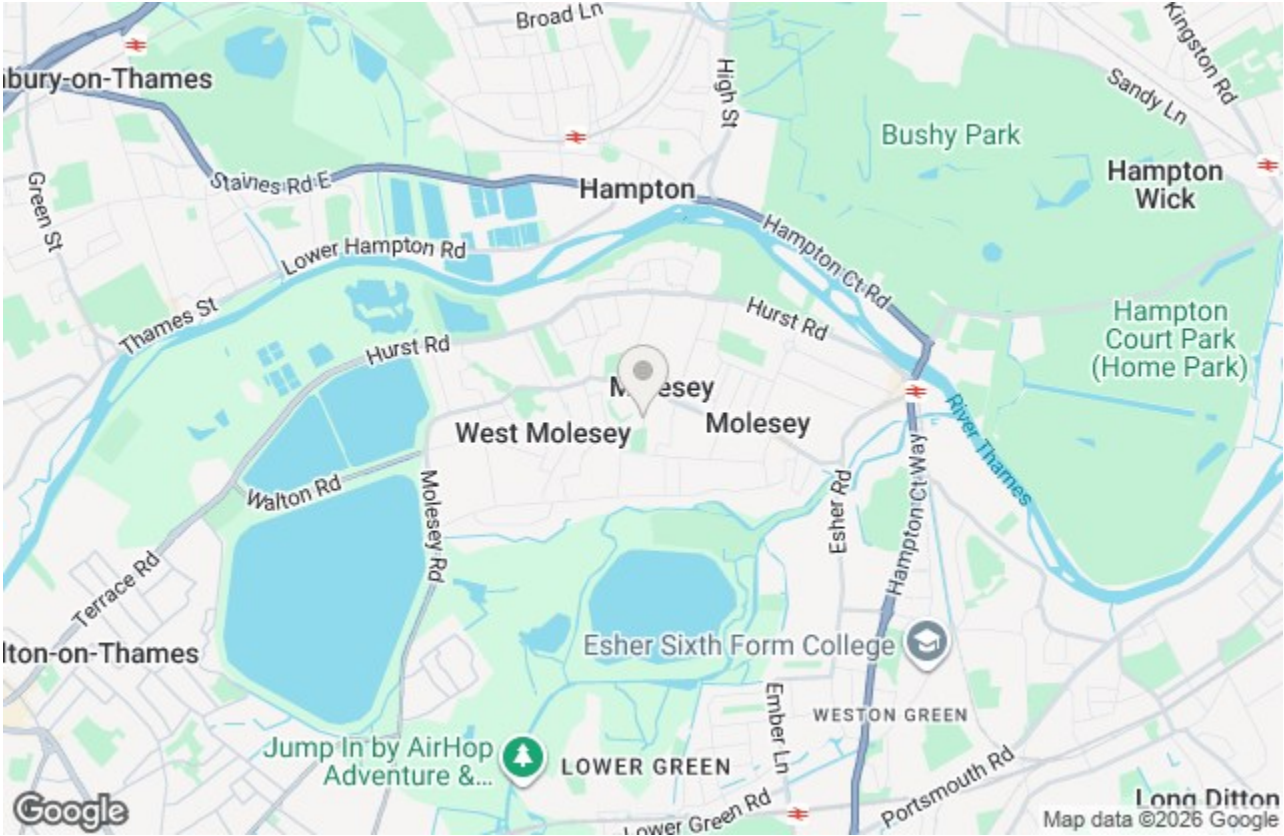 Broad Ln
Kingston Rd
High St
Sandy Ln
bury-on-Thames
Bushy Park
Hampton
Wick
Staines Rd E
Hampton
Green St
Lower Hampton Rd
Hampton Ct Rd
Thames St
Hurst Rd
Hurst Rd
Hampton
Court Park
(Home Park)
Molesey
West Molesey
Molesey
River Thames
Walton Rd
Molesey Rd
Esher Rd
Hampton Ct Way
Terrace Rd
lton-on-Thames
Esher Sixth Form College
Ember Ln
WESTON GREEN
Jump In by AirHop
Adventure &...
LOWER GREEN
Portsmouth Rd
Lower Green Rd
Long Ditton
Google
Map data ©2026 Google